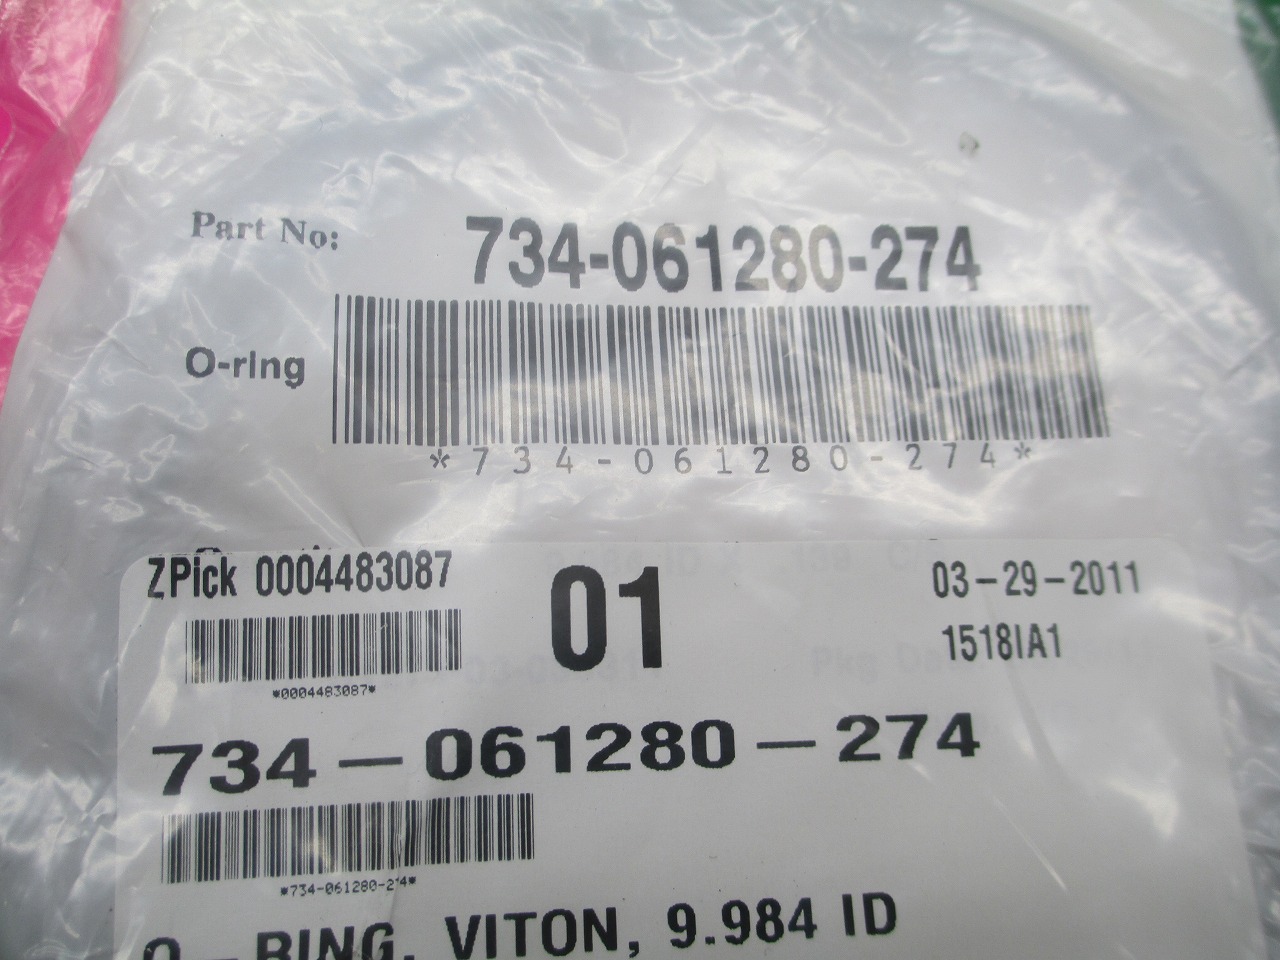 Part No: 734-061280-274
O-ring
*734-061280-274*
ZPick 0004483087 01 03-29-2011
1518IA1
*0004483087*
734-061280-274
*734-061280-274*
O-RING, VITON, 9.984 ID